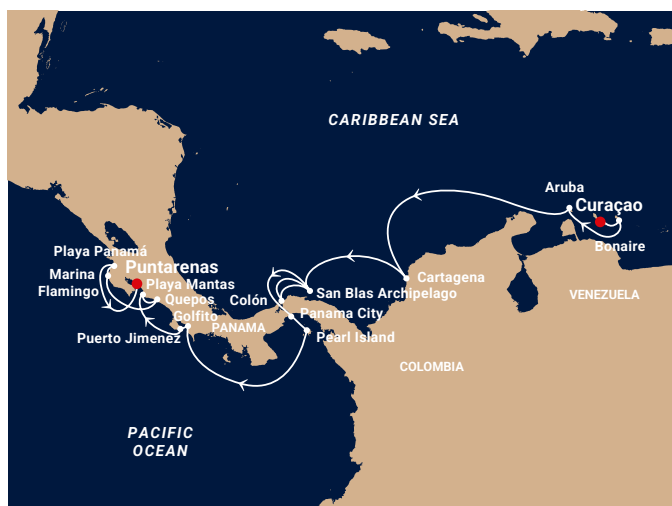 CARIBBEAN SEA
Aruba
Curaçao
Bonaire
Playa Panamá
Puntarenas
Marina
Flamingo
Playa Mantas
Cartagena
Quepos
Colón
San Blas Archipelago
VENEZUELA
Golfito
Panama City
PANAMA
Puerto Jimenez
Pearl Island
COLOMBIA
PACIFIC
OCEAN